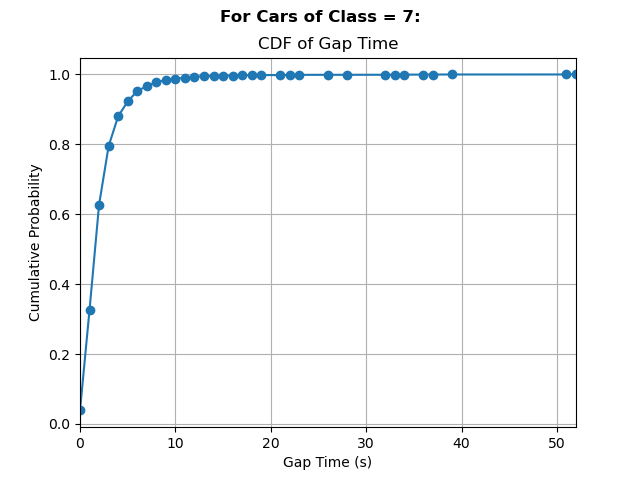 For Cars of Class = 7:
CDF of Gap Time
1.0
0.8
0.6
0.4
0.2
0.0
Cumulative Probability
0 10 20 30 40 50
Gap Time (s)